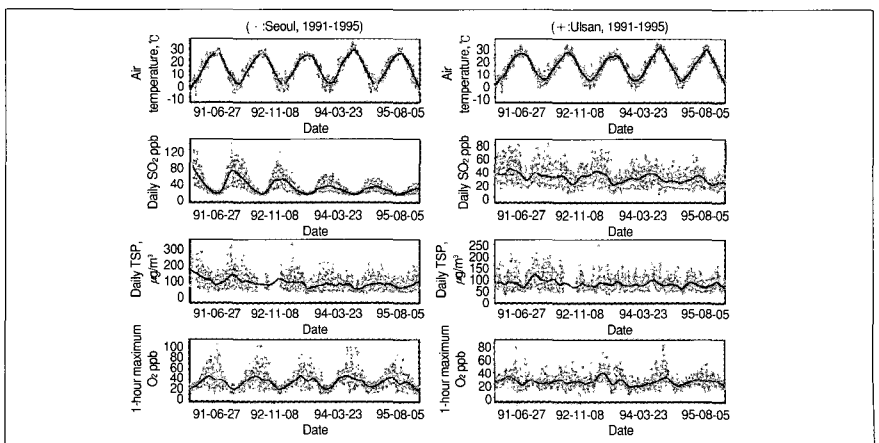 ( · :Seoul, 1991-1995)
Air temperature, ℃
30
20
10
0
-10
91-06-27 92-11-08 94-03-23 95-08-05
Date
Daily SO2 ppb
120
80
40
0
91-06-27 92-11-08 94-03-23 95-08-05
Date
Daily TSP, μg/m³
300
200
100
0
91-06-27 92-11-08 94-03-23 95-08-05
Date
1-hour maximum O2 ppb
100
80
60
40
20
0
91-06-27 92-11-08 94-03-23 95-08-05
Date
(+:Ulsan, 1991-1995)
Air temperature, ℃
30
20
10
0
-10
91-06-27 92-11-08 94-03-23 95-08-05
Date
Daily SO2 ppb
80
60
40
20
0
91-06-27 92-11-08 94-03-23 95-08-05
Date
Daily TSP, μg/m³
250
200
150
100
50
0
91-06-27 92-11-08 94-03-23 95-08-05
Date
1-hour maximum O2 ppb
80
60
40
20
0
91-06-27 92-11-08 94-03-23 95-08-05
Date